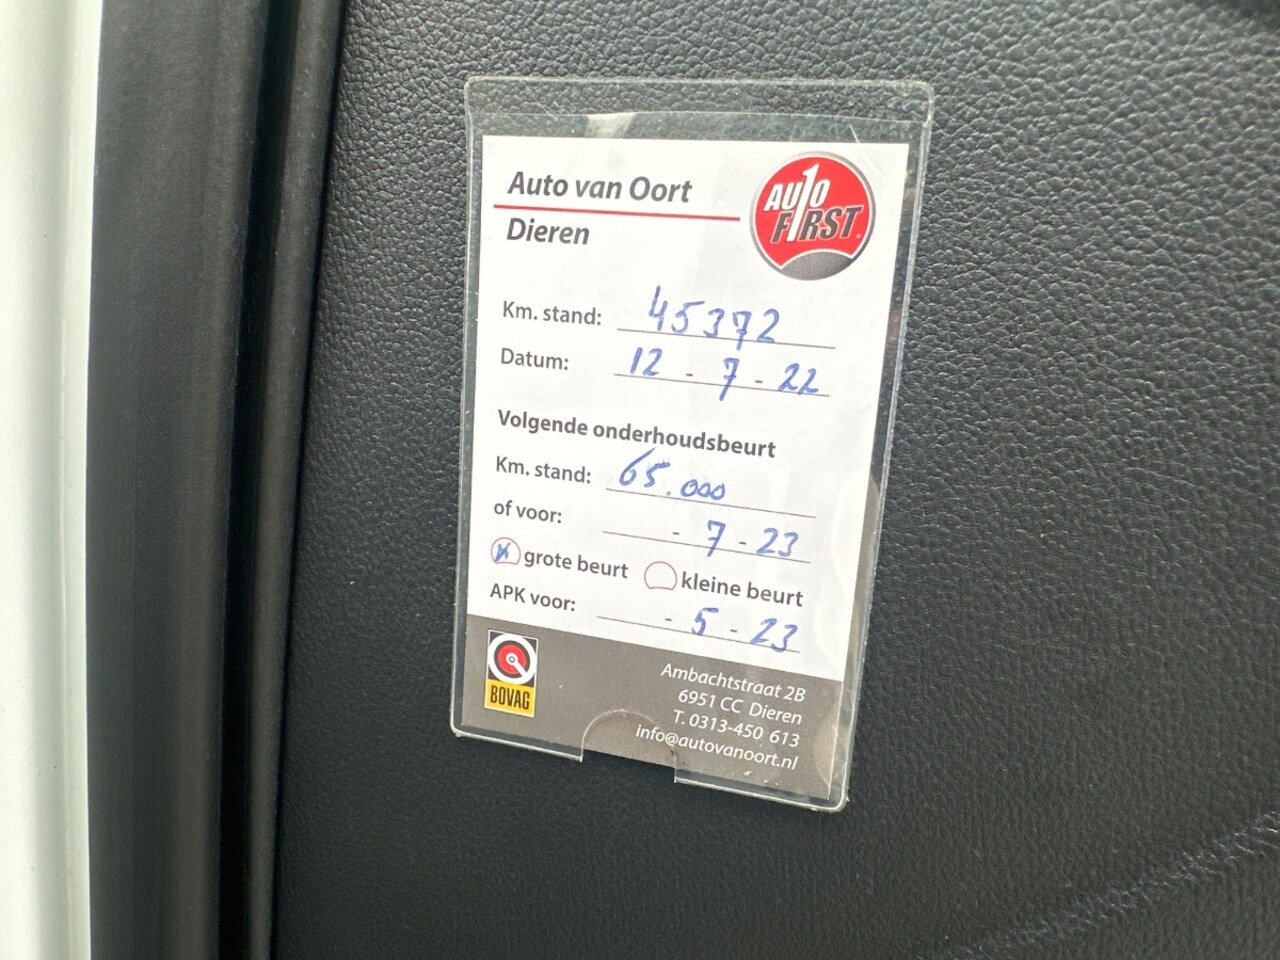 Auto van Oort
Dieren
AUTO
F1RST
Km. stand: 45372
Datum: 12 - 7 - 22
Volgende onderhoudsbeurt
Km. stand: 65.000
of voor: - 7 - 23
grote beurt kleine beurt
APK voor: - 5 - 23
BOVAG
Ambachtstraat 2B
6951 CC Dieren
T. 0313-450 613
info@autovanoort.nl